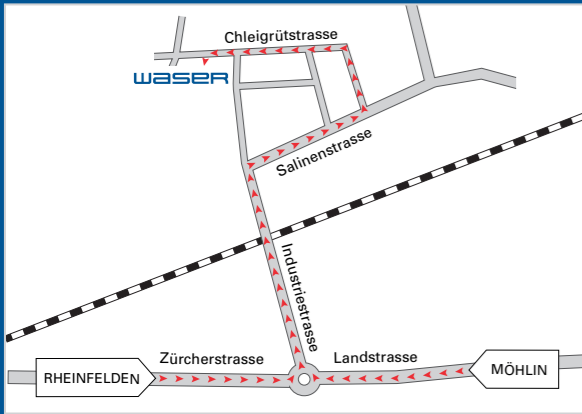 Chleigrütstrasse
waser
Salinenstrasse
Industriestrasse
Zürcherstrasse
Landstrasse
RHEINFELDEN
MÖHLIN